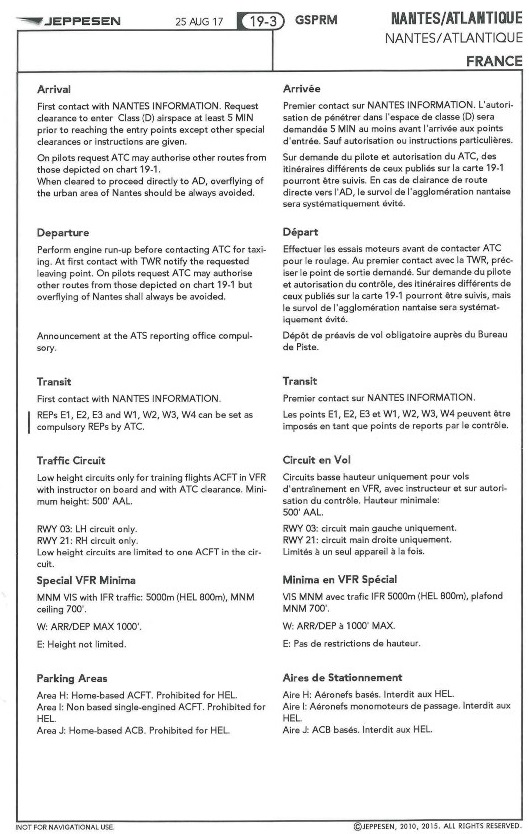 JEPPESEN 25 AUG 17 19-3 GSPRM NANTES/ATLANTIQUE
NANTES/ATLANTIQUE
FRANCE
Arrival
First contact with NANTES INFORMATION. Request
clearance to enter Class (D) airspace at least 5 MIN
prior to reaching the entry points except other special
clearances or instructions are given.
On pilots request ATC may authorise other routes from
those depicted on chart 19-1.
When cleared to proceed directly to AD, overflying of
the urban area of Nantes should be always avoided.
Departure
Perform engine run-up before contacting ATC for taxi-
ing. At first contact with TWR notify the requested
leaving point. On pilots request ATC may authorise
other routes from those depicted on chart 19-1 but
overflying of Nantes shall always be avoided.
Announcement at the ATS reporting office compul-
sory.
Transit
First contact with NANTES INFORMATION.
REPs E1, E2, E3 and W1, W2, W3, W4 can be set as
compulsory REPs by ATC.
Traffic Circuit
Low height circuits only for training flights ACFT in VFR
with instructor on board and with ATC clearance. Mini-
mum height: 500' AAL.
RWY 03: LH circuit only.
RWY 21: RH circuit only.
Low height circuits are limited to one ACFT in the cir-
cuit.
Special VFR Minima
MNM VIS with IFR traffic: 5000m (HEL 800m), MNM
ceiling 700'.
W: ARR/DEP MAX 1000'.
E: Height not limited.
Parking Areas
Area H: Home-based ACFT. Prohibited for HEL.
Area I: Non based single-engined ACFT. Prohibited for
HEL.
Area J: Home-based ACB. Prohibited for HEL.
Arrivée
Premier contact sur NANTES INFORMATION. L'autori-
sation de pénétrer dans l'espace de classe (D) sera
demandée 5 MIN au moins avant l'arrivée aux points
d'entrée. Sauf autorisation ou instructions particulières.
Sur demande du pilote et autorisation du ATC, des
itinéraires différents de ceux publiés sur la carte 19-1
pourront être suivis. En cas de clairance de route
directe vers l'AD, le survol de l'agglomération nantaise
sera systématiquement évité.
Départ
Effectuer les essais moteurs avant de contacter ATC
pour le roulage. Au premier contact avec la TWR, préc-
iser le point de sortie demandé. Sur demande du pilote
et autorisation du contrôle, des itinéraires différents de
ceux publiés sur la carte 19-1 pourront être suivis, mais
le survol de l'agglomération nantaise sera systémat-
iquement évité.
Dépôt de préavis de vol obligatoire auprès du Bureau
de Piste.
Transit
Premier contact sur NANTES INFORMATION.
Les points E1, E2, E3 et W1, W2, W3, W4 peuvent être
imposés en tant que points de reports par le contrôle.
Circuit en Vol
Circuits basse hauteur uniquement pour vols
d'entraînement en VFR, avec instructeur et sur autori-
sation du contrôle. Hauteur minimale:
500' AAL.
RWY 03: circuit main gauche uniquement.
RWY 21: circuit main droite uniquement.
Limités à un seul appareil à la fois.
Minima en VFR Spécial
VIS MNM avec trafic IFR 5000m (HEL 800m), plafond
MNM 700'.
W: ARR/DEP à 1000' MAX.
E: Pas de restrictions de hauteur.
Aires de Stationnement
Aire H: Aéronefs basés. Interdit aux HEL.
Aire I: Aéronefs monomoteurs de passage. Interdit aux
HEL.
Aire J: ACB basés. Interdit aux HEL.
NOT FOR NAVIGATIONAL USE. ©JEPPESEN, 2010, 2015. ALL RIGHTS RESERVED.